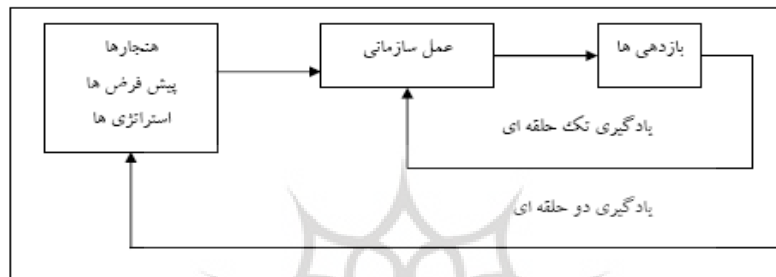 هنجارها
پیش فرض ها
استراتژی ها
عمل سازمانی
بازدهی ها
یادگیری تک حلقه ای
یادگیری دو حلقه ای